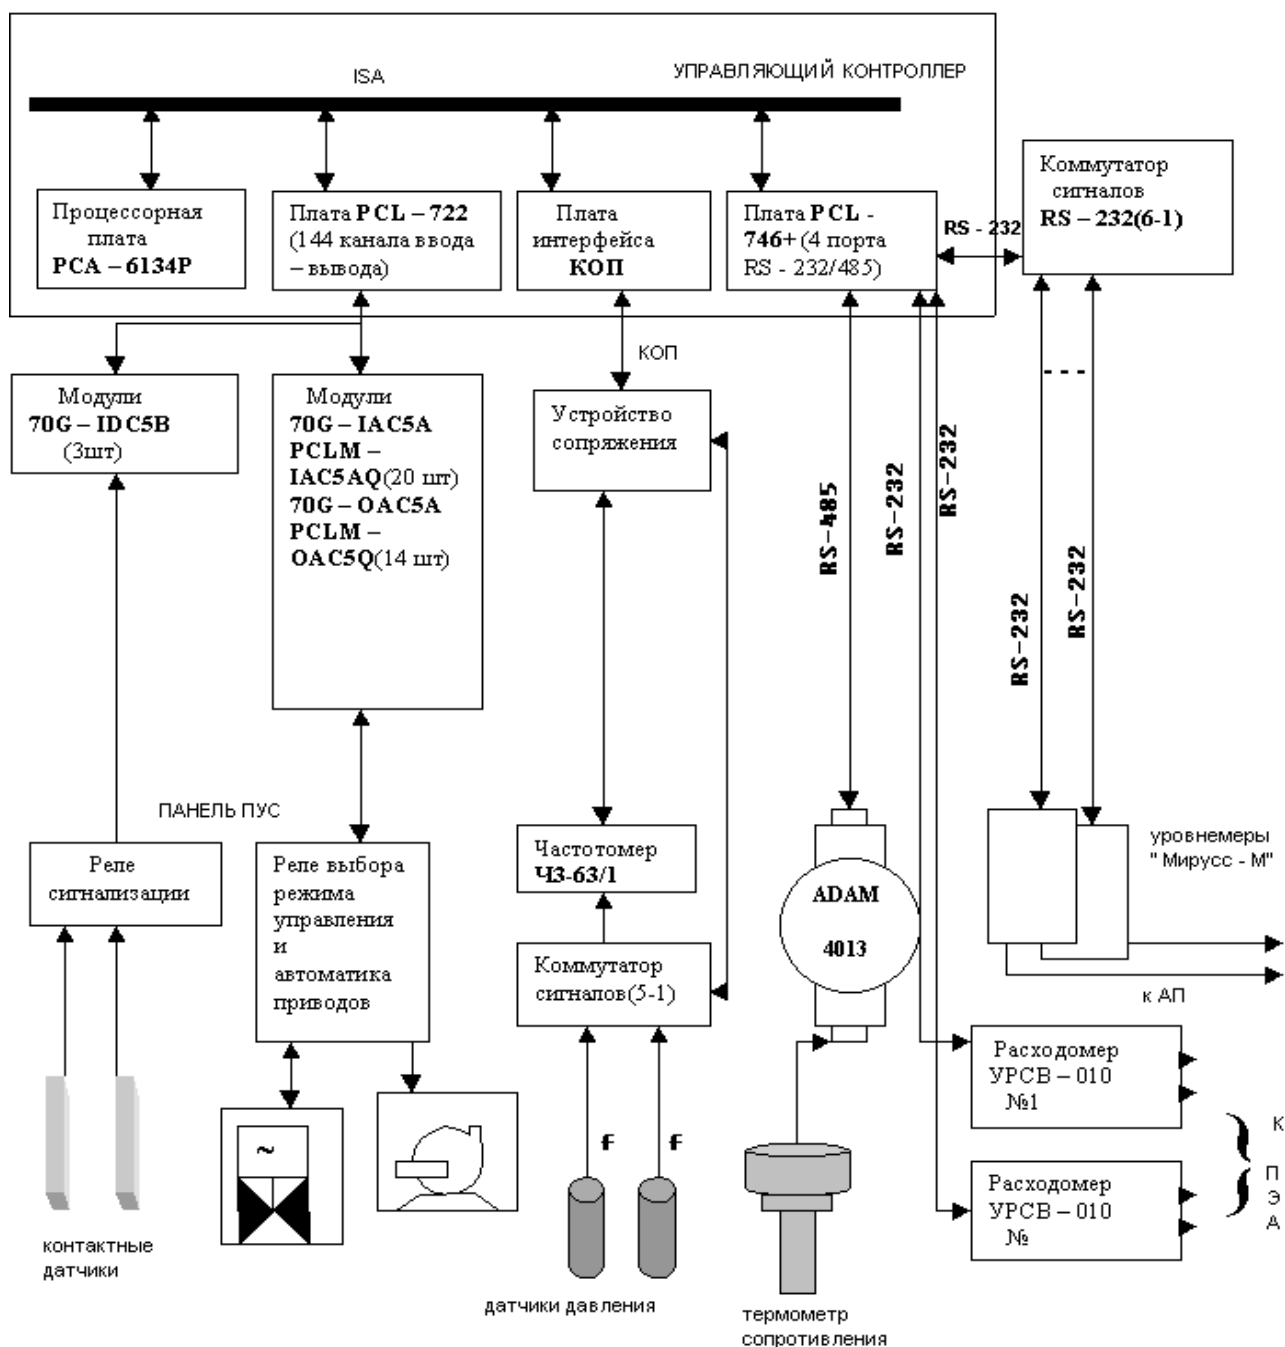 ISA
УПРАВЛЯЮЩИЙ КОНТРОЛЛЕР
Процессорная
плата
PCA – 6134P
Плата PCL – 722
(144 канала ввода
– вывода)
Плата
интерфейса
КОП
Плата PCL -
746+ (4 порта
RS - 232/485)
RS - 232
Коммутатор
сигналов
RS – 232(6-1)
КОП
Модули
70G – IDC5B
(3шт)
Модули
70G – IAC5A
PCLM –
IAC5AQ(20 шт)
70G – OAC5A
PCLM –
OAC5Q(14 шт)
Устройство
сопряжения
RS-485
RS-232
RS-232
RS-232
RS-232
ПАНЕЛЬ ПУС
Реле
сигнализации
Реле выбора
режима
управления
и
автоматика
приводов
Частотомер
ЧЗ-63/1
Коммутатор
сигналов(5-1)
ADAM
4013
уровнемеры
" Мирусс - М"
к АП
Расходомер
УРСВ – 010
№1
Расходомер
УРСВ – 010
№
К
П
Э
А
~
f
f
контактные
датчики
датчики давления
термометр
сопротивления